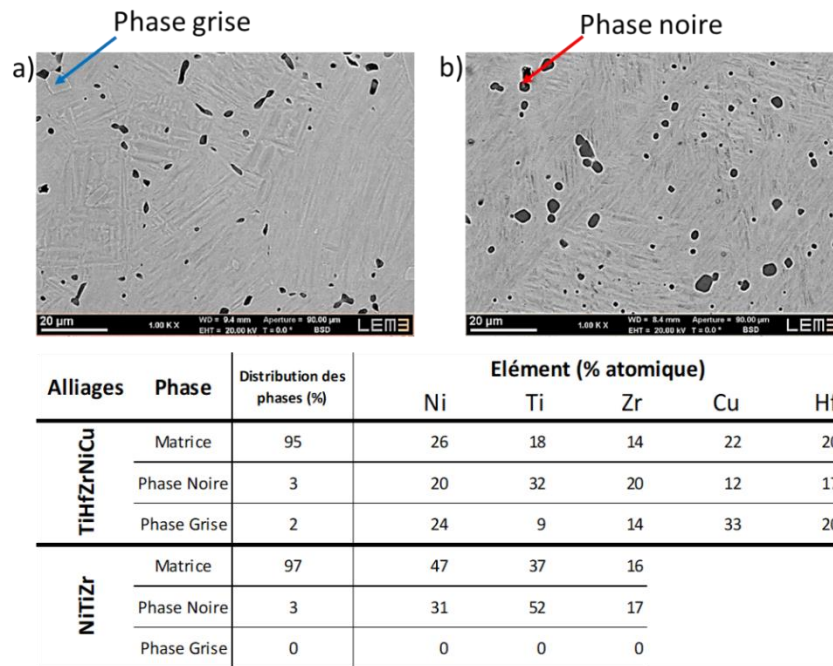 Phase grise
Phase noire
a)
b)
20 µm
1.00 K X
WD = 9.4 mm Aperture = 90.00 µm
EHT = 20.00 kV T = 0.0 ° BSD
LEM3
20 µm
1.00 K X
WD = 8.4 mm Aperture = 90.00 µm
EHT = 20.00 kV T = 0.0 ° BSD
LEM3
Alliages Phase Distribution des phases (%) Elément (% atomique)
Ni Ti Zr Cu Hf
TiHfZrNiCu
Matrice 95 26 18 14 22 20
Phase Noire 3 20 32 20 12 17
Phase Grise 2 24 9 14 33 20
NiTiZr
Matrice 97 47 37 16
Phase Noire 3 31 52 17
Phase Grise 0 0 0 0